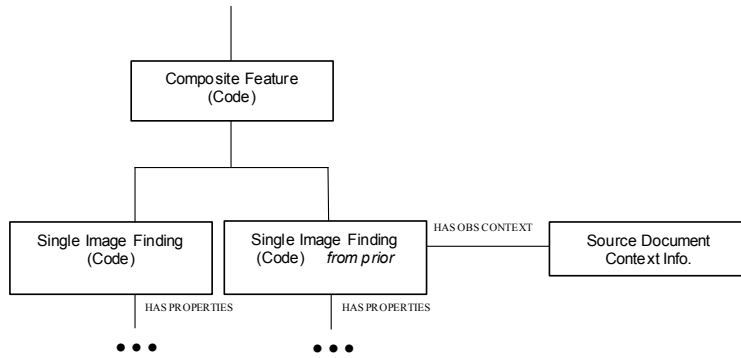 Composite Feature
(Code)
Single Image Finding
(Code)
Single Image Finding
(Code) from prior
HAS OBS CONTEXT
Source Document
Context Info.
HAS PROPERTIES
HAS PROPERTIES